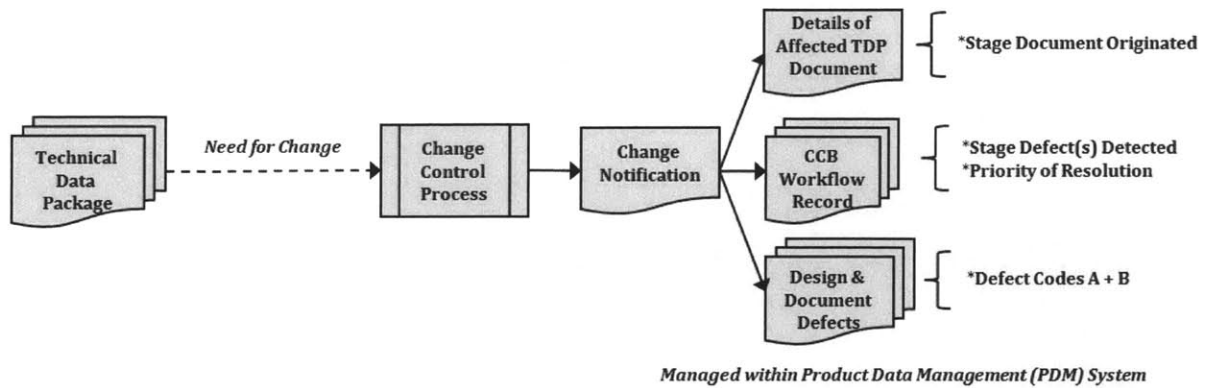 Technical
Data
Package
Need for Change
Change
Control
Process
Change
Notification
Details of
Affected TDP
Document
*Stage Document Originated
CCB
Workflow
Record
*Stage Defect(s) Detected
*Priority of Resolution
Design &
Document
Defects
*Defect Codes A + B
Managed within Product Data Management (PDM) System